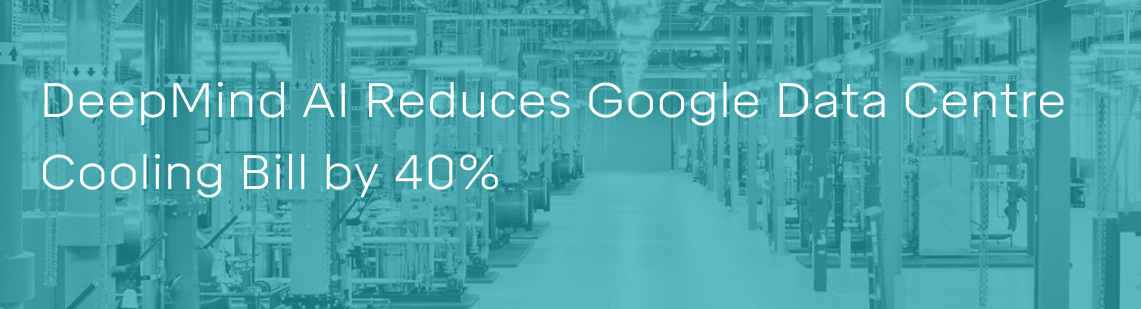 DeepMind AI Reduces Google Data Centre
Cooling Bill by 40%